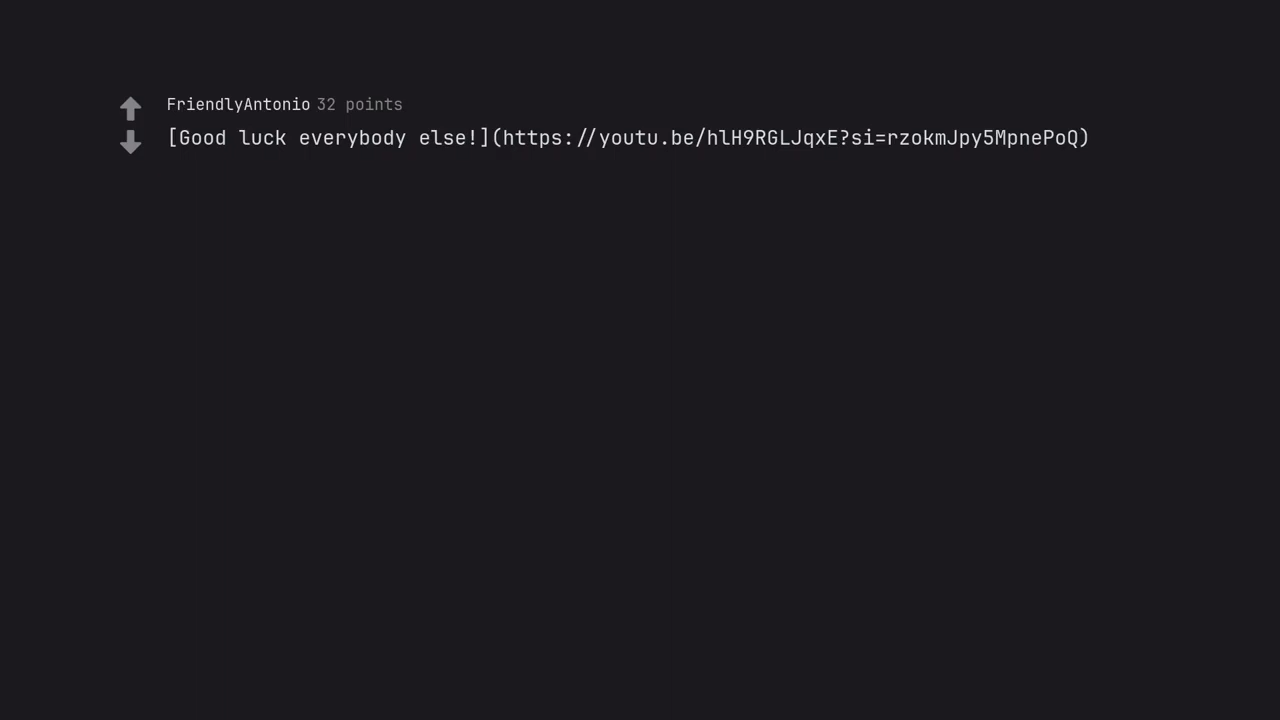 FriendlyAntonio 32 points
[Good luck everybody else!](https://youtu.be/hlH9RGLJqxE?si=rzokmJpy5MpnePoQ)